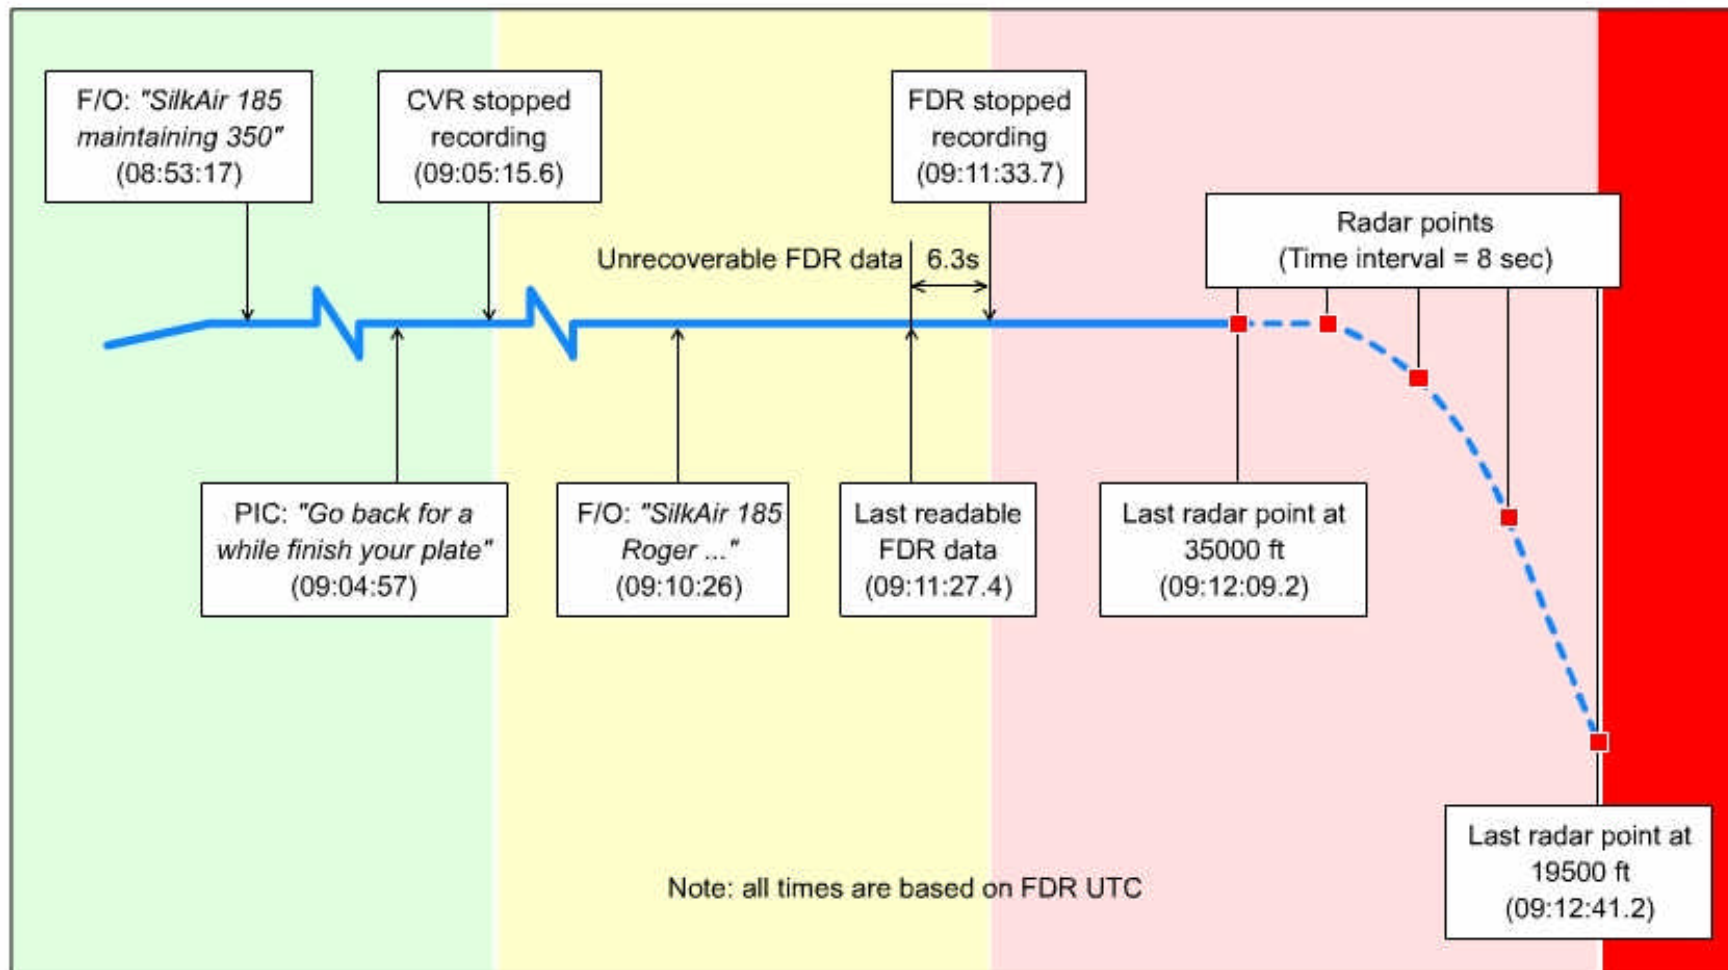 F/O: "SilkAir 185
maintaining 350"
(08:53:17)
CVR stopped
recording
(09:05:15.6)
FDR stopped
recording
(09:11:33.7)
Radar points
(Time interval = 8 sec)
Unrecoverable FDR data
6.3s
PIC: "Go back for a
while finish your plate"
(09:04:57)
F/O: "SilkAir 185
Roger ..."
(09:10:26)
Last readable
FDR data
(09:11:27.4)
Last radar point at
35000 ft
(09:12:09.2)
Last radar point at
19500 ft
(09:12:41.2)
Note: all times are based on FDR UTC